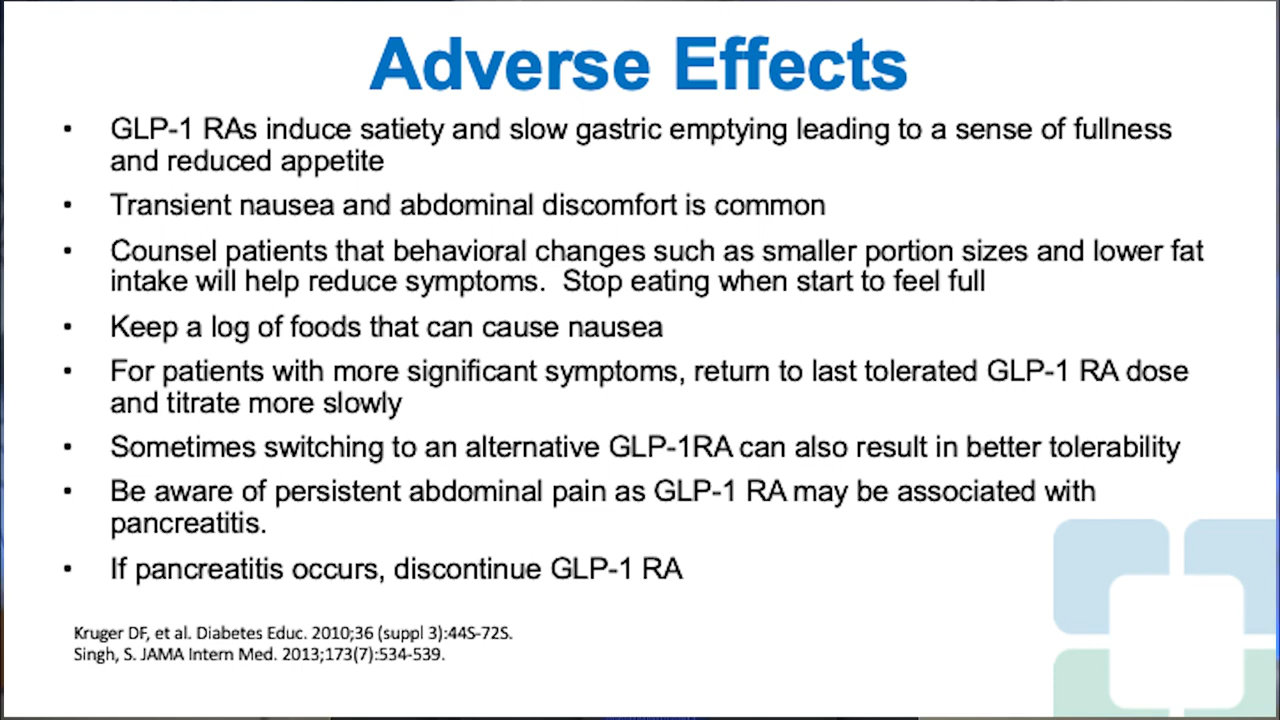 Adverse Effects
• GLP-1 RAs induce satiety and slow gastric emptying leading to a sense of fullness
and reduced appetite
• Transient nausea and abdominal discomfort is common
• Counsel patients that behavioral changes such as smaller portion sizes and lower fat
intake will help reduce symptoms.  Stop eating when start to feel full
• Keep a log of foods that can cause nausea
• For patients with more significant symptoms, return to last tolerated GLP-1 RA dose
and titrate more slowly
• Sometimes switching to an alternative GLP-1RA can also result in better tolerability
• Be aware of persistent abdominal pain as GLP-1 RA may be associated with
pancreatitis.
• If pancreatitis occurs, discontinue GLP-1 RA
Kruger DF, et al. Diabetes Educ. 2010;36 (suppl 3):44S-72S.
Singh, S. JAMA Intern Med. 2013;173(7):534-539.